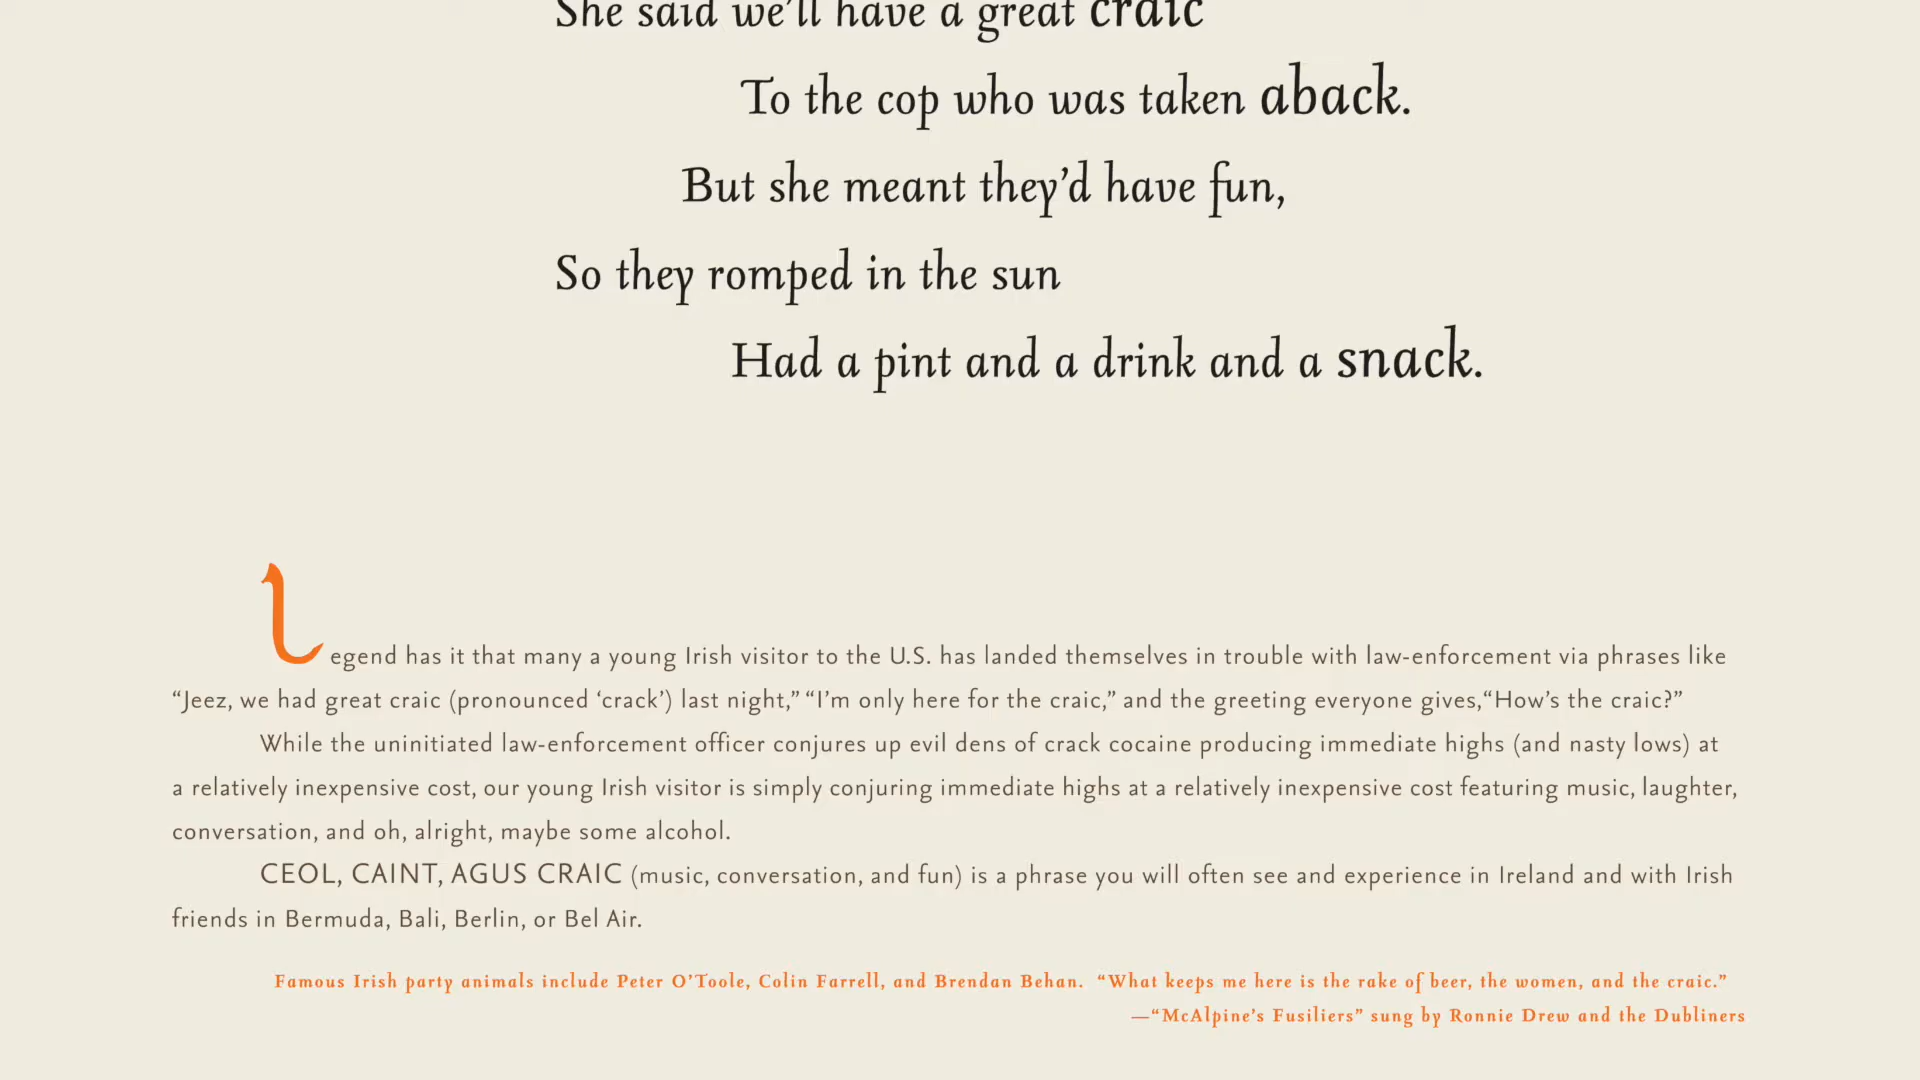 She said we’ll have a great craic
To the cop who was taken aback.
But she meant they’d have fun,
So they romped in the sun
Had a pint and a drink and a snack.
Legend has it that many a young Irish visitor to the U.S. has landed themselves in trouble with law-enforcement via phrases like
“Jeez, we had great craic (pronounced ‘crack’) last night,” “I’m only here for the craic,” and the greeting everyone gives,“How’s the craic?”
While the uninitiated law-enforcement officer conjures up evil dens of crack cocaine producing immediate highs (and nasty lows) at
a relatively inexpensive cost, our young Irish visitor is simply conjuring immediate highs at a relatively inexpensive cost featuring music, laughter,
conversation, and oh, alright, maybe some alcohol.
CEOL, CAINT, AGUS CRAIC (music, conversation, and fun) is a phrase you will often see and experience in Ireland and with Irish
friends in Bermuda, Bali, Berlin, or Bel Air.
Famous Irish party animals include Peter O’Toole, Colin Farrell, and Brendan Behan. “What keeps me here is the rake of beer, the women, and the craic.”
—“McAlpine’s Fusiliers” sung by Ronnie Drew and the Dubliners